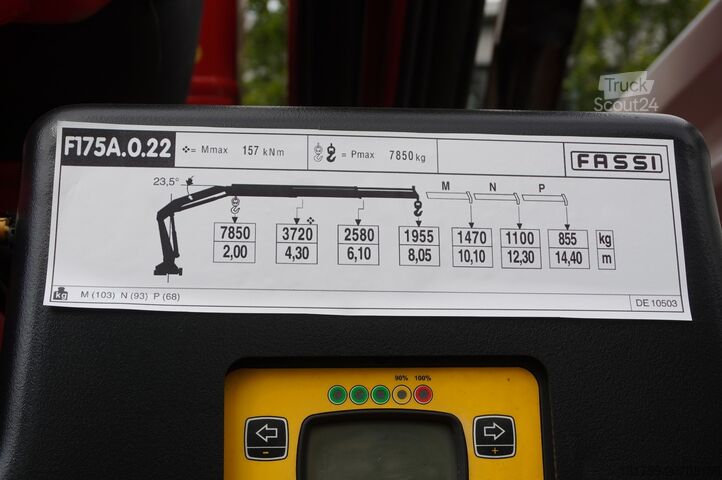 Truck
Scout24
F175A.0.22 ❖= Mmax 157 kNm = Pmax 7850 kg FASSI
23,5° M N P
7850 3720 2580 1955 1470 1100 855 kg
2,00 4,30 6,10 8,05 10,10 12,30 14,40 m
kg M (103) N (93) P (68) DE 10503
90% 100%
- +